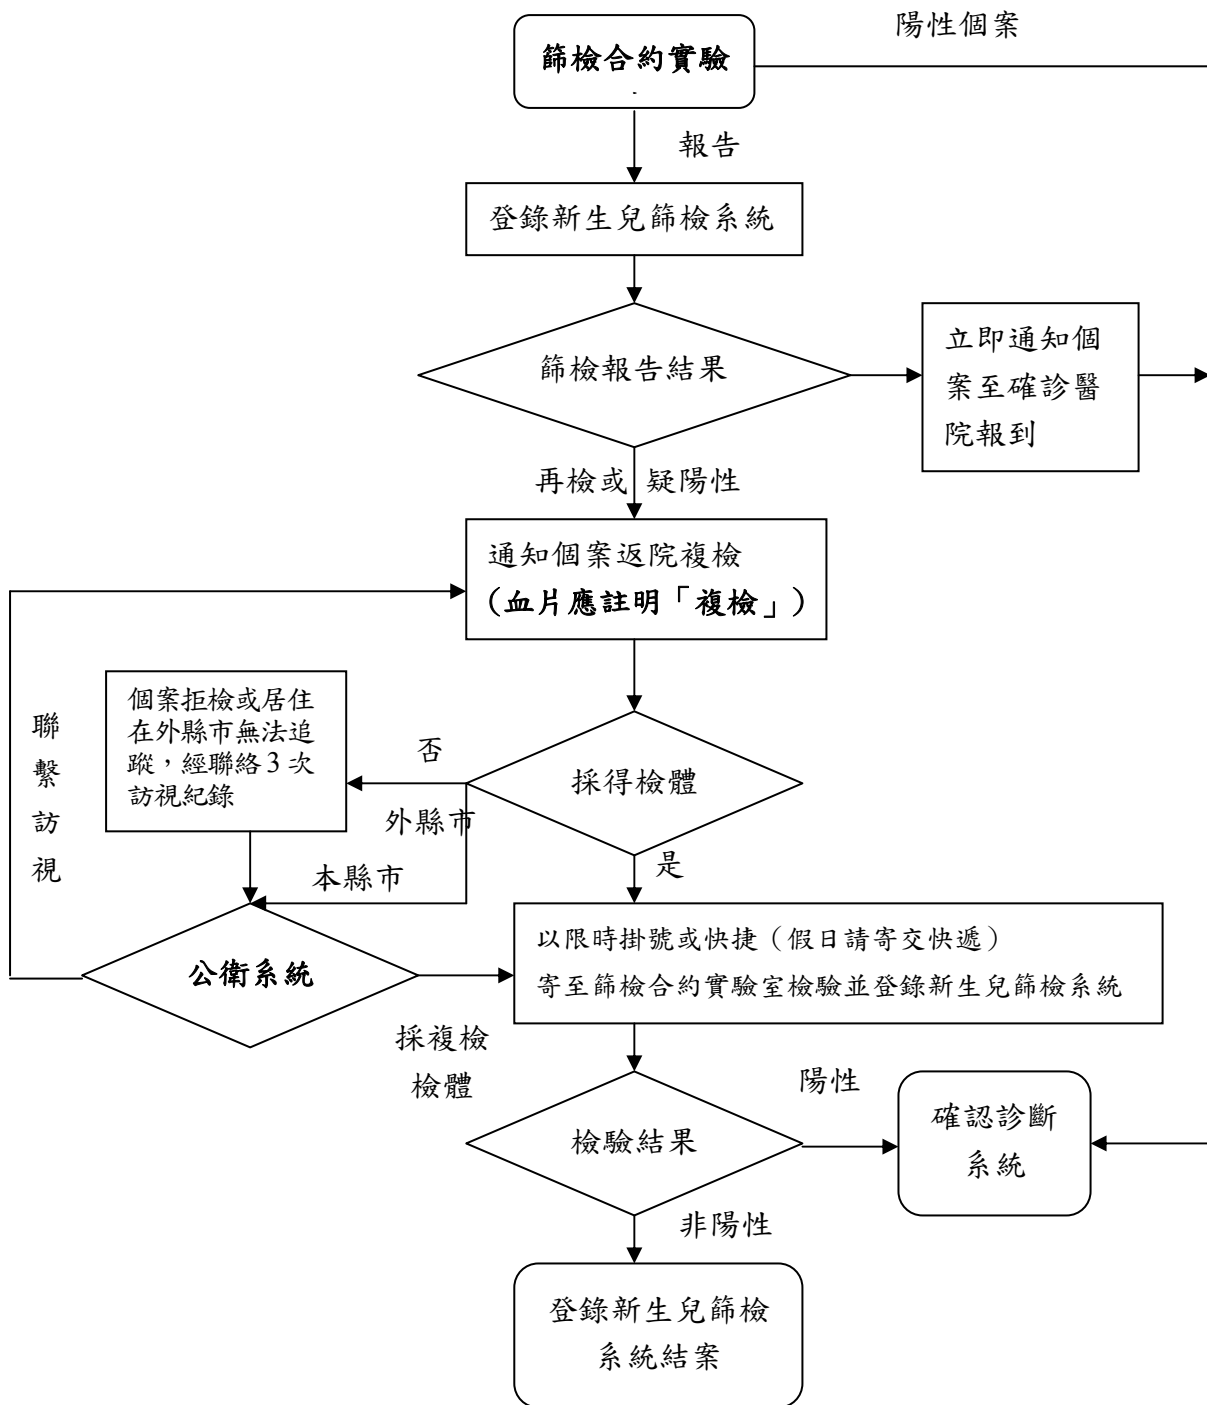 陽性個案
篩檢合約實驗
報告
登錄新生兒篩檢系統
篩檢報告結果
立即通知個
案至確診醫
院報到
再檢或 疑陽性
通知個案返院複檢
(血片應註明「複檢」)
個案拒檢或居住
在外縣市無法追
蹤，經聯絡 3 次
訪視紀錄
聯
繫
訪
視
否
採得檢體
外縣市
本縣市
是
公衛系統
以限時掛號或快捷（假日請寄交快遞）
寄至篩檢合約實驗室檢驗並登錄新生兒篩檢系統
採複檢
檢體
陽性
檢驗結果
確認診斷
系統
非陽性
登錄新生兒篩檢
系統結案